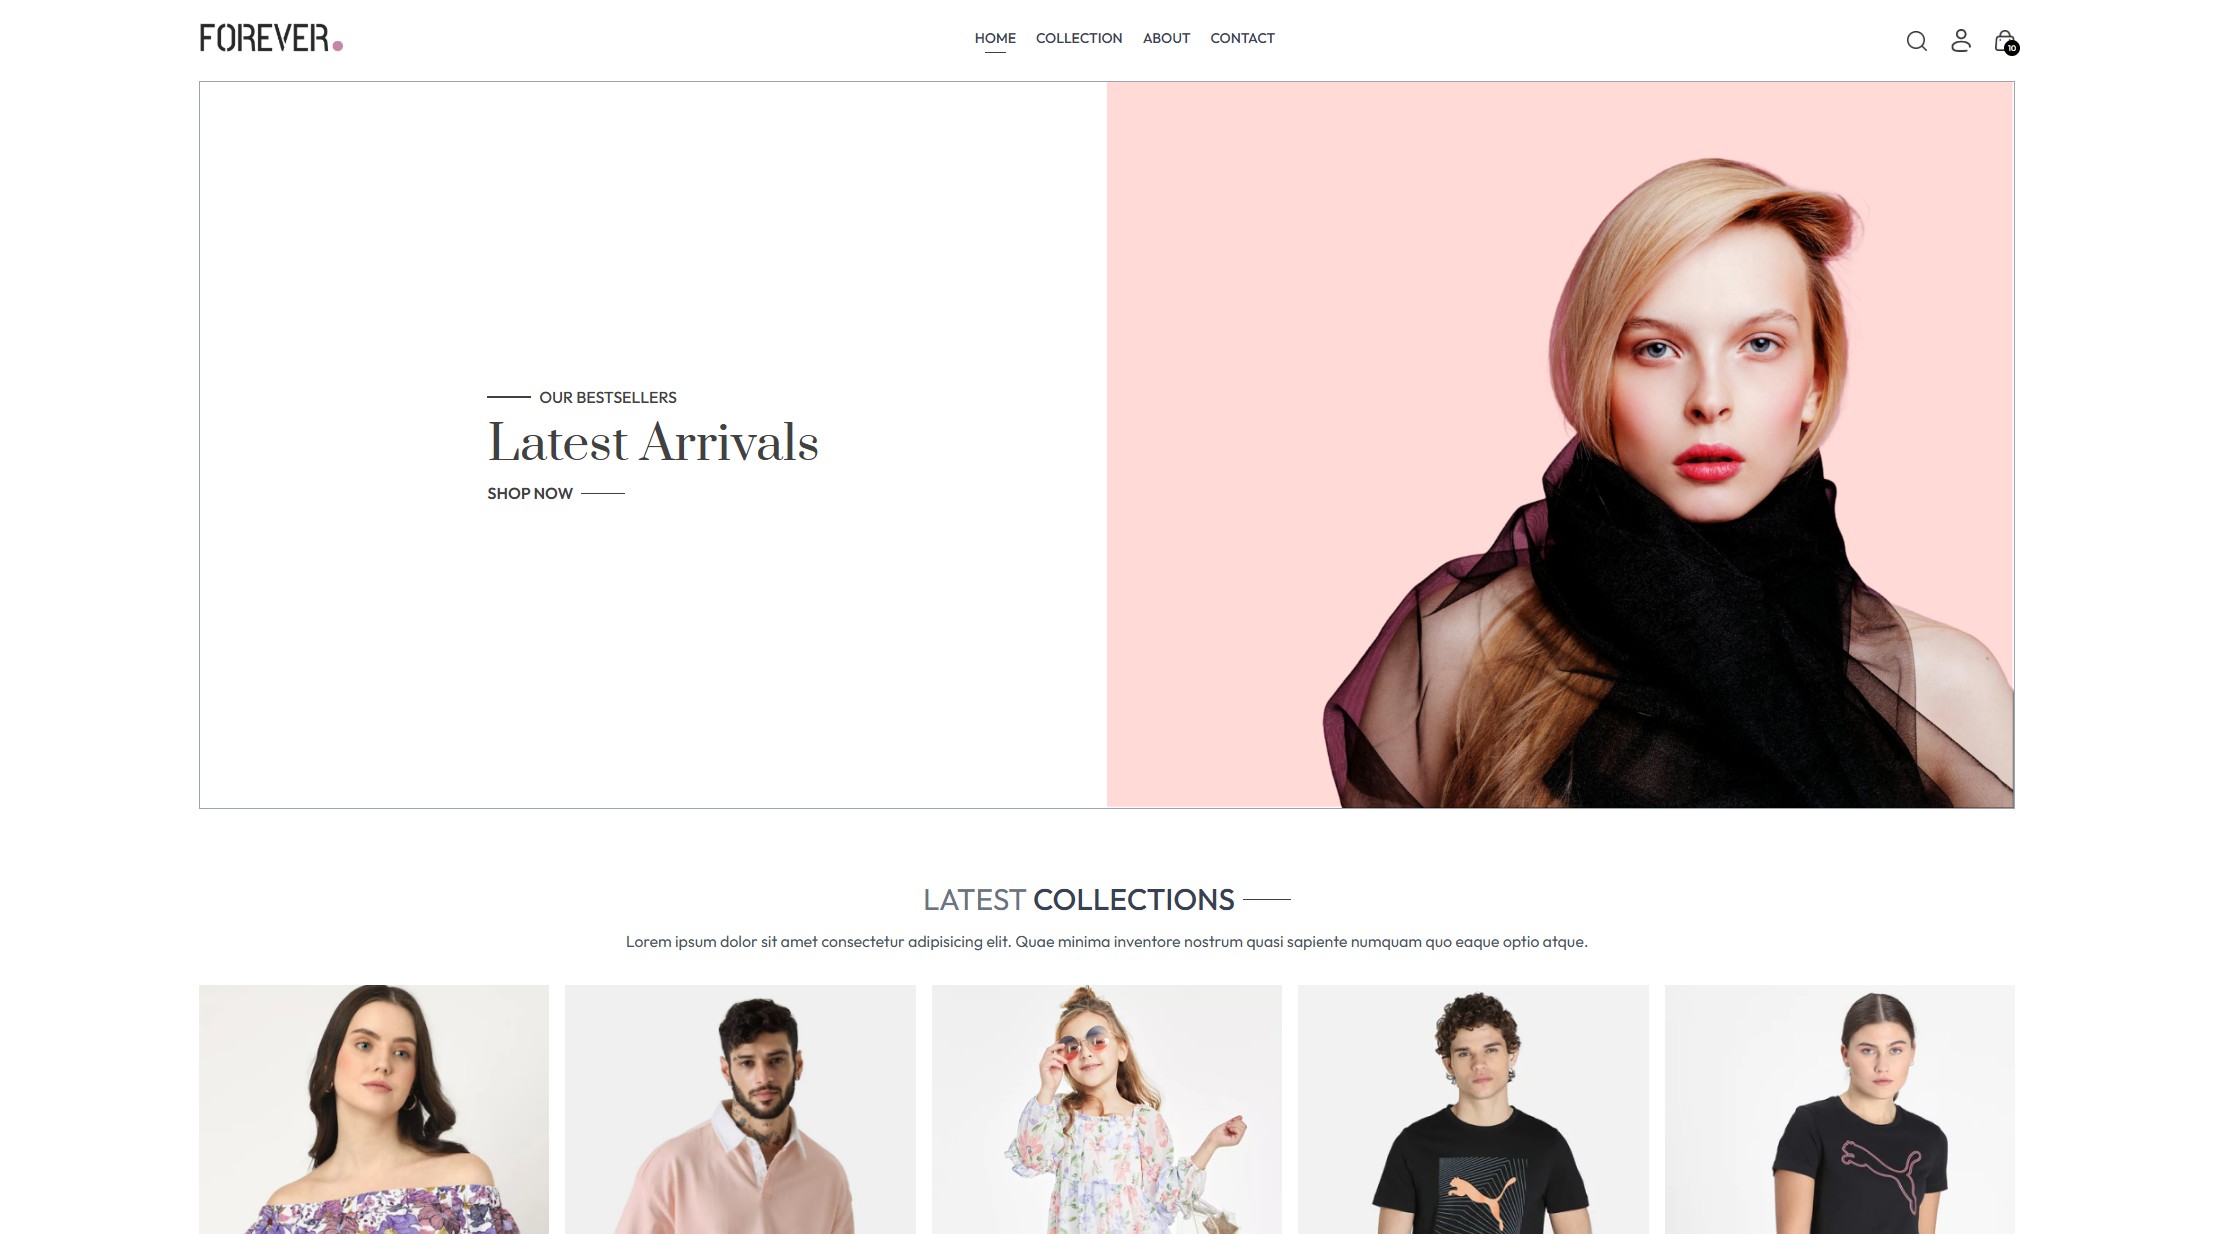 FOREVER.
HOME COLLECTION ABOUT CONTACT
10
OUR BESTSELLERS
Latest Arrivals
SHOP NOW
LATEST COLLECTIONS
Lorem ipsum dolor sit amet consectetur adipisicing elit. Quae minima inventore nostrum quasi sapiente numquam quo eaque optio atque.